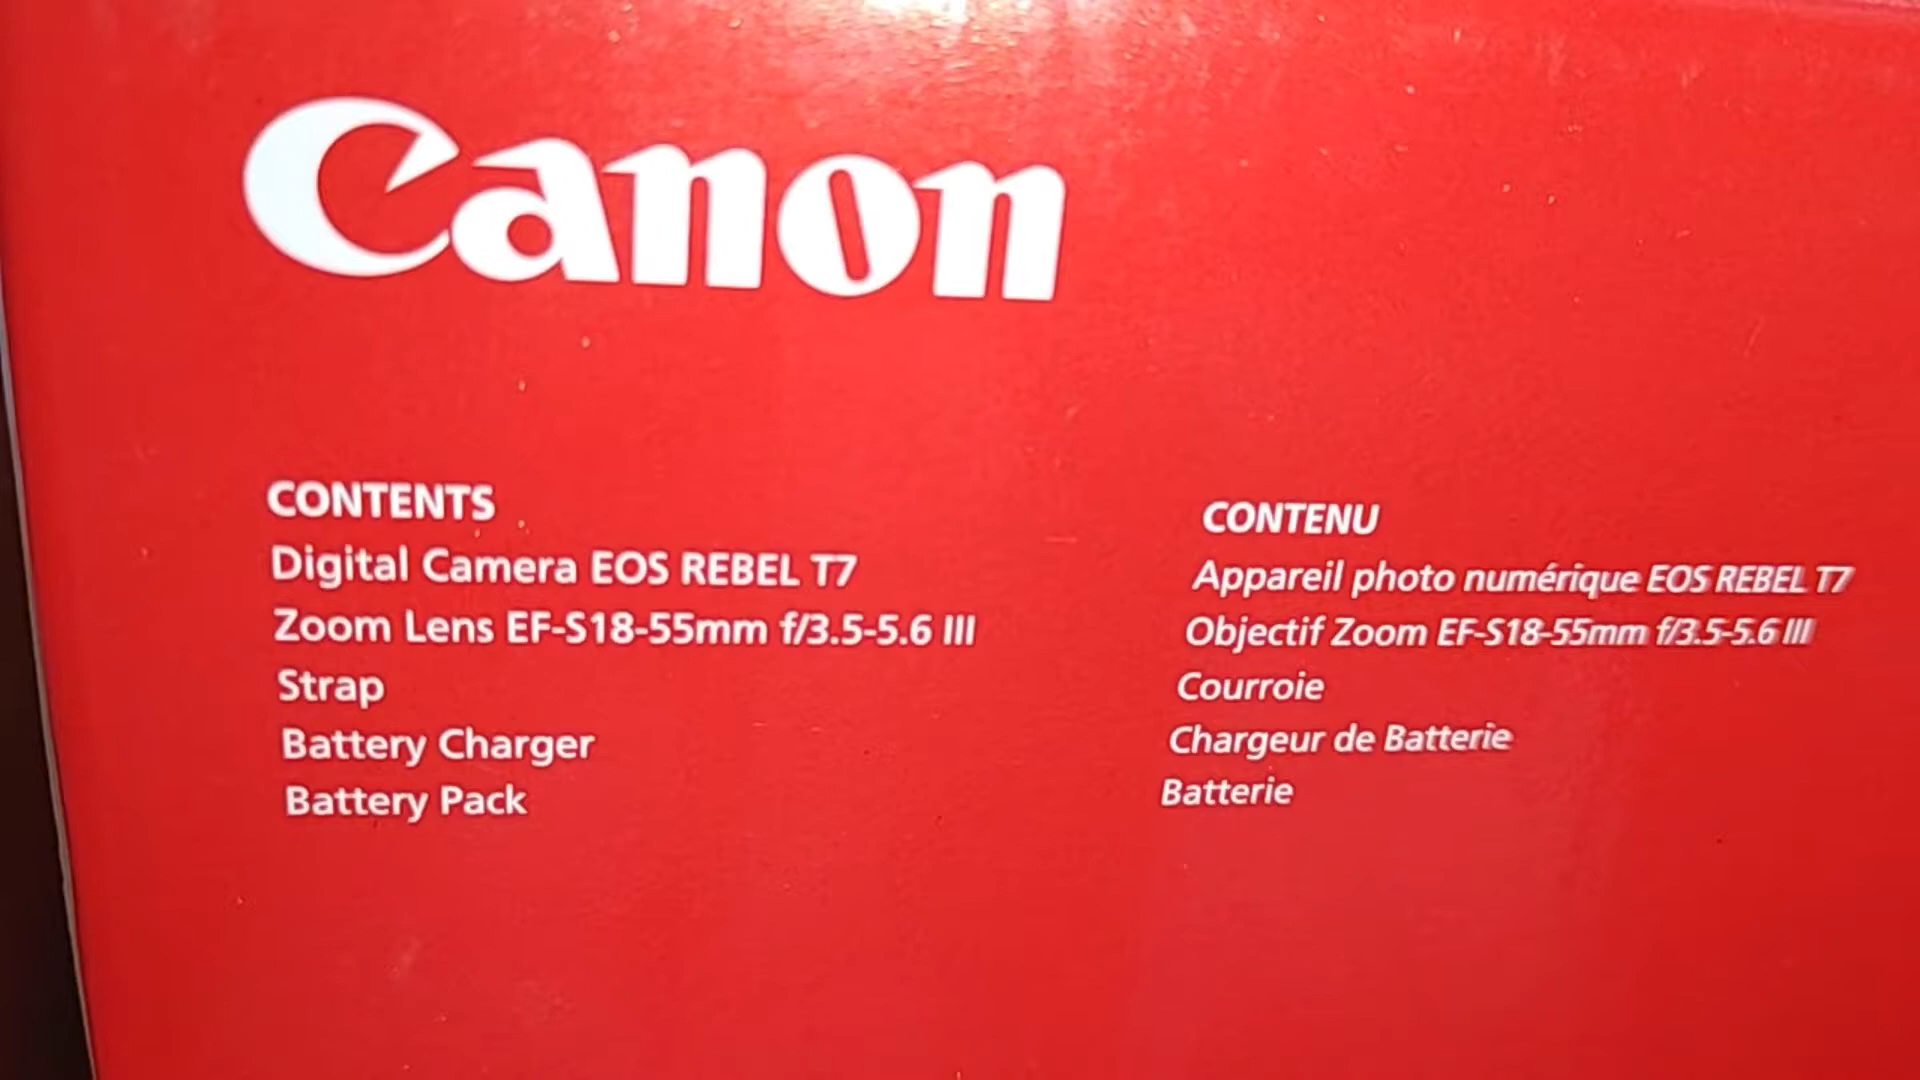 Canon
CONTENTS
Digital Camera EOS REBEL T7
Zoom Lens EF-S18-55mm f/3.5-5.6 III
Strap
Battery Charger
Battery Pack
CONTENU
Appareil photo numérique EOS REBEL T7
Objectif Zoom EF-S18-55mm f/3.5-5.6 III
Courroie
Chargeur de Batterie
Batterie